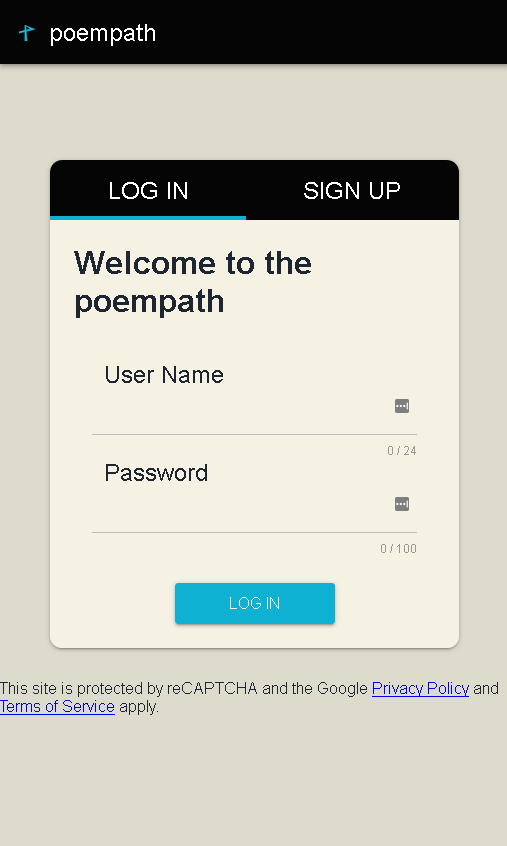 poempath
LOG IN
SIGN UP
Welcome to the
poempath
User Name
0 / 24
Password
0 / 100
LOG IN
This site is protected by reCAPTCHA and the Google Privacy Policy and
Terms of Service apply.